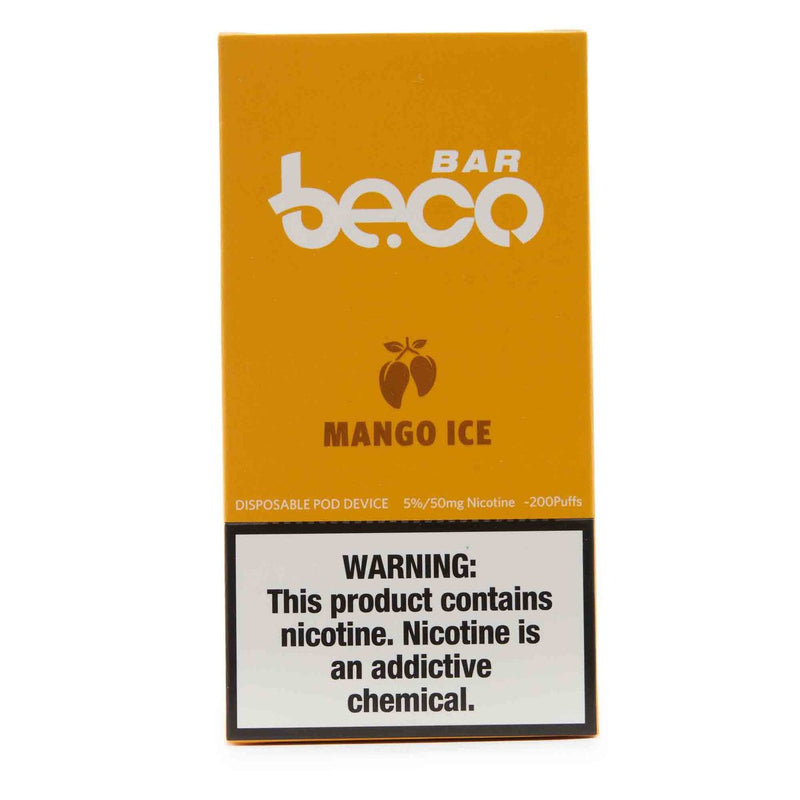 BAR
be.co
MANGO ICE
DISPOSABLE POD DEVICE 5%/50mg Nicotine ~200Puffs
WARNING:
This product contains
nicotine. Nicotine is
an addictive
chemical.